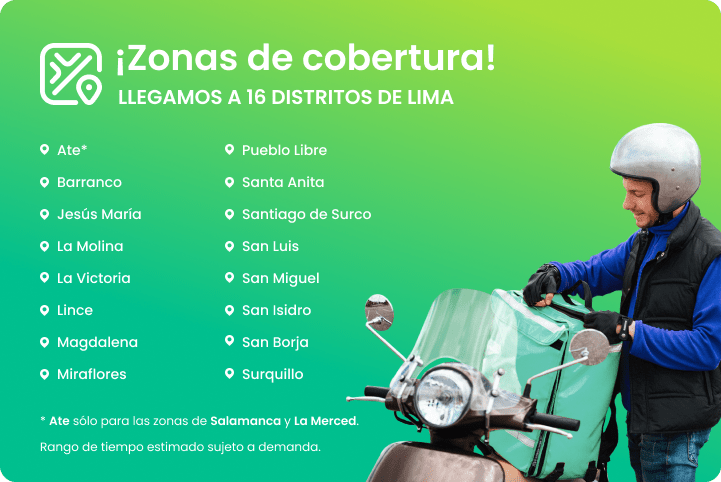 ¡Zonas de cobertura!
LLEGAMOS A 16 DISTRITOS DE LIMA
Ate*
Barranco
Jesús María
La Molina
La Victoria
Lince
Magdalena
Miraflores
Pueblo Libre
Santa Anita
Santiago de Surco
San Luis
San Miguel
San Isidro
San Borja
Surquillo
* Ate sólo para las zonas de Salamanca y La Merced.
Rango de tiempo estimado sujeto a demanda.